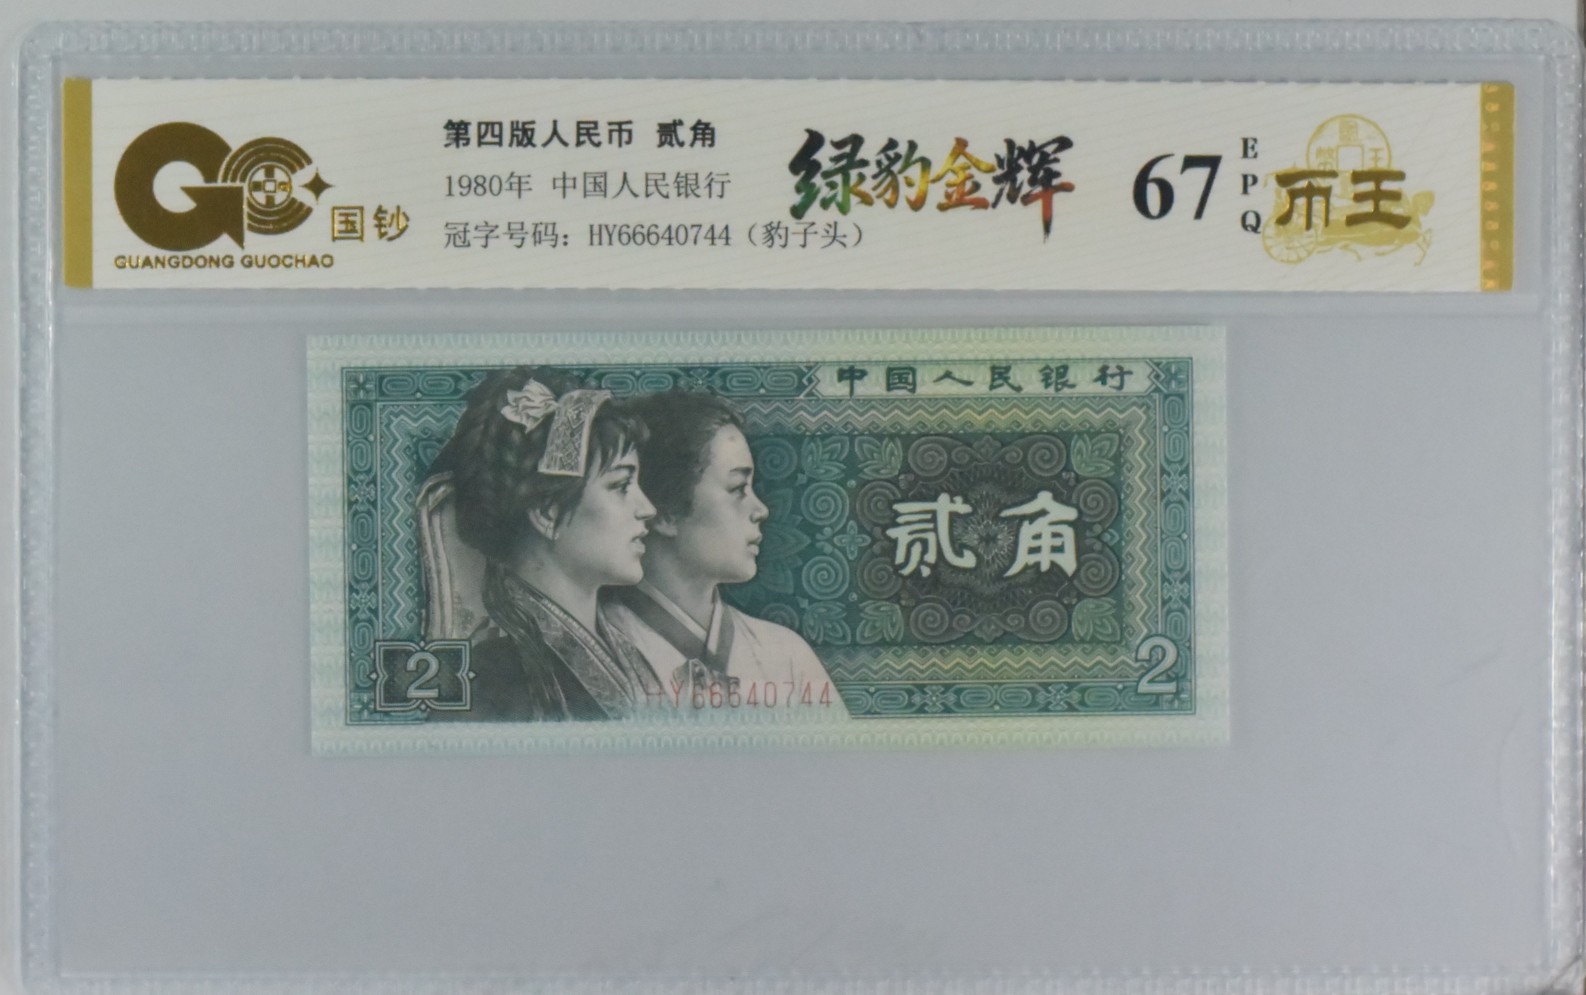 国钞
GUANGDONG GUOCHAO
第四版人民币 贰角
1980年 中国人民银行
冠字号码：HY66640744（豹子头）
绿豹金辉
67
EPQ
币王
中国人民银行
贰角
2
2
HY66640744